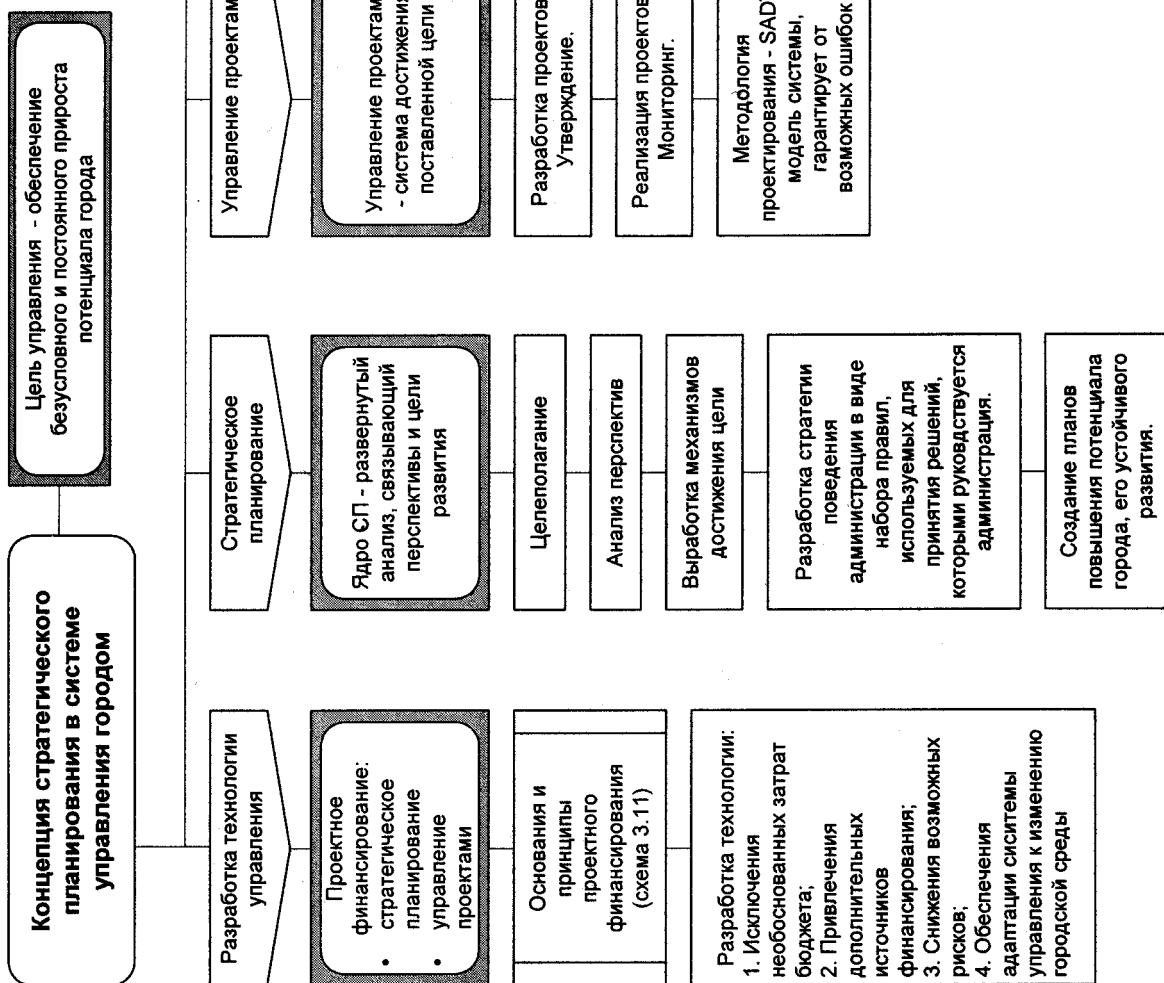 Концепция стратегического
планирования в системе
управления городом
Цель управления - обеспечение
безусловного и постоянного прироста
потенциала города
Разработка технологии
управления
Проектное
финансирование:
• стратегическое
планирование
• управление
проектами
Основания и
принципы
проектного
финансирования
(схема 3.11)
Разработка технологии:
1. Исключения
необоснованных затрат
бюджета;
2. Привлечения
дополнительных
источников
финансирования;
3. Снижения возможных
рисков;
4. Обеспечения
адаптации сиситемы
управления к изменению
городской среды
Стратегическое
планирование
Ядро СП - развернутый
анализ, связывающий
перспективы и цели
развития
Целеполагание
Анализ перспектив
Выработка механизмов
достижения цели
Разработка стратегии
поведения
администрации в виде
набора правил,
используемых для
принятия решений,
которыми руковдствуется
администрация.
Создание планов
повышения потенциала
города, его устойчивого
развития.
Управление проектам
Управление проектам
- система достижения
поставленной цели
Разработка проектов
Утверждение.
Реализация проектов
Мониторинг.
Методология
проектирования - SAD
модель системы,
гарантирует от
возможных ошибок